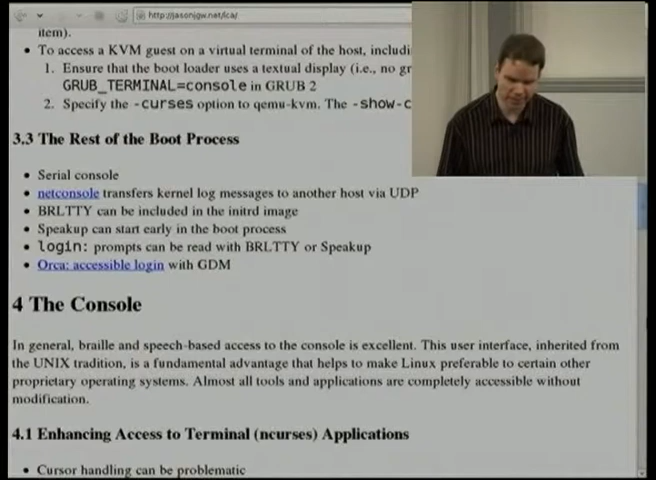 http://jasonjgw.net/lca/
item).
• To access a KVM guest on a virtual terminal of the host, includi
1. Ensure that the boot loader uses a textual display (i.e., no gr
GRUB_TERMINAL=console in GRUB 2
2. Specify the -curses option to qemu-kvm. The -show-c
3.3 The Rest of the Boot Process
• Serial console
• netconsole transfers kernel log messages to another host via UDP
• BRLTTY can be included in the initrd image
• Speakup can start early in the boot process
• login: prompts can be read with BRLTTY or Speakup
• Orca: accessible login with GDM
4 The Console
In general, braille and speech-based access to the console is excellent. This user interface, inherited from
the UNIX tradition, is a fundamental advantage that helps to make Linux preferable to certain other
proprietary operating systems. Almost all tools and applications are completely accessible without
modification.
4.1 Enhancing Access to Terminal (ncurses) Applications
• Cursor handling can be problematic